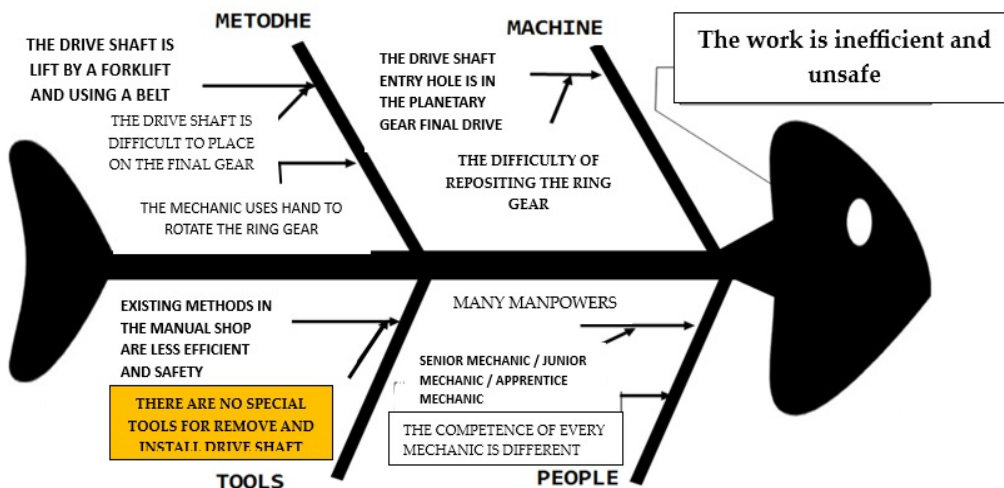 METODHE
THE DRIVE SHAFT IS
LIFT BY A FORKLIFT
AND USING A BELT
THE DRIVE SHAFT IS
DIFFICULT TO PLACE
ON THE FINAL GEAR
THE MECHANIC USES HAND TO
ROTATE THE RING GEAR
MACHINE
THE DRIVE SHAFT
ENTRY HOLE IS IN
THE PLANETARY
GEAR FINAL DRIVE
THE DIFFICULTY OF
REPOSITING THE RING
GEAR
The work is inefficient and
unsafe
EXISTING METHODS IN
THE MANUAL SHOP
ARE LESS EFFICIENT
AND SAFETY
THERE ARE NO SPECIAL
TOOLS FOR REMOVE AND
INSTALL DRIVE SHAFT
TOOLS
MANY MANPOWERS
SENIOR MECHANIC / JUNIOR
MECHANIC / APPRENTICE
MECHANIC
THE COMPETENCE OF EVERY
MECHANIC IS DIFFERENT
PEOPLE